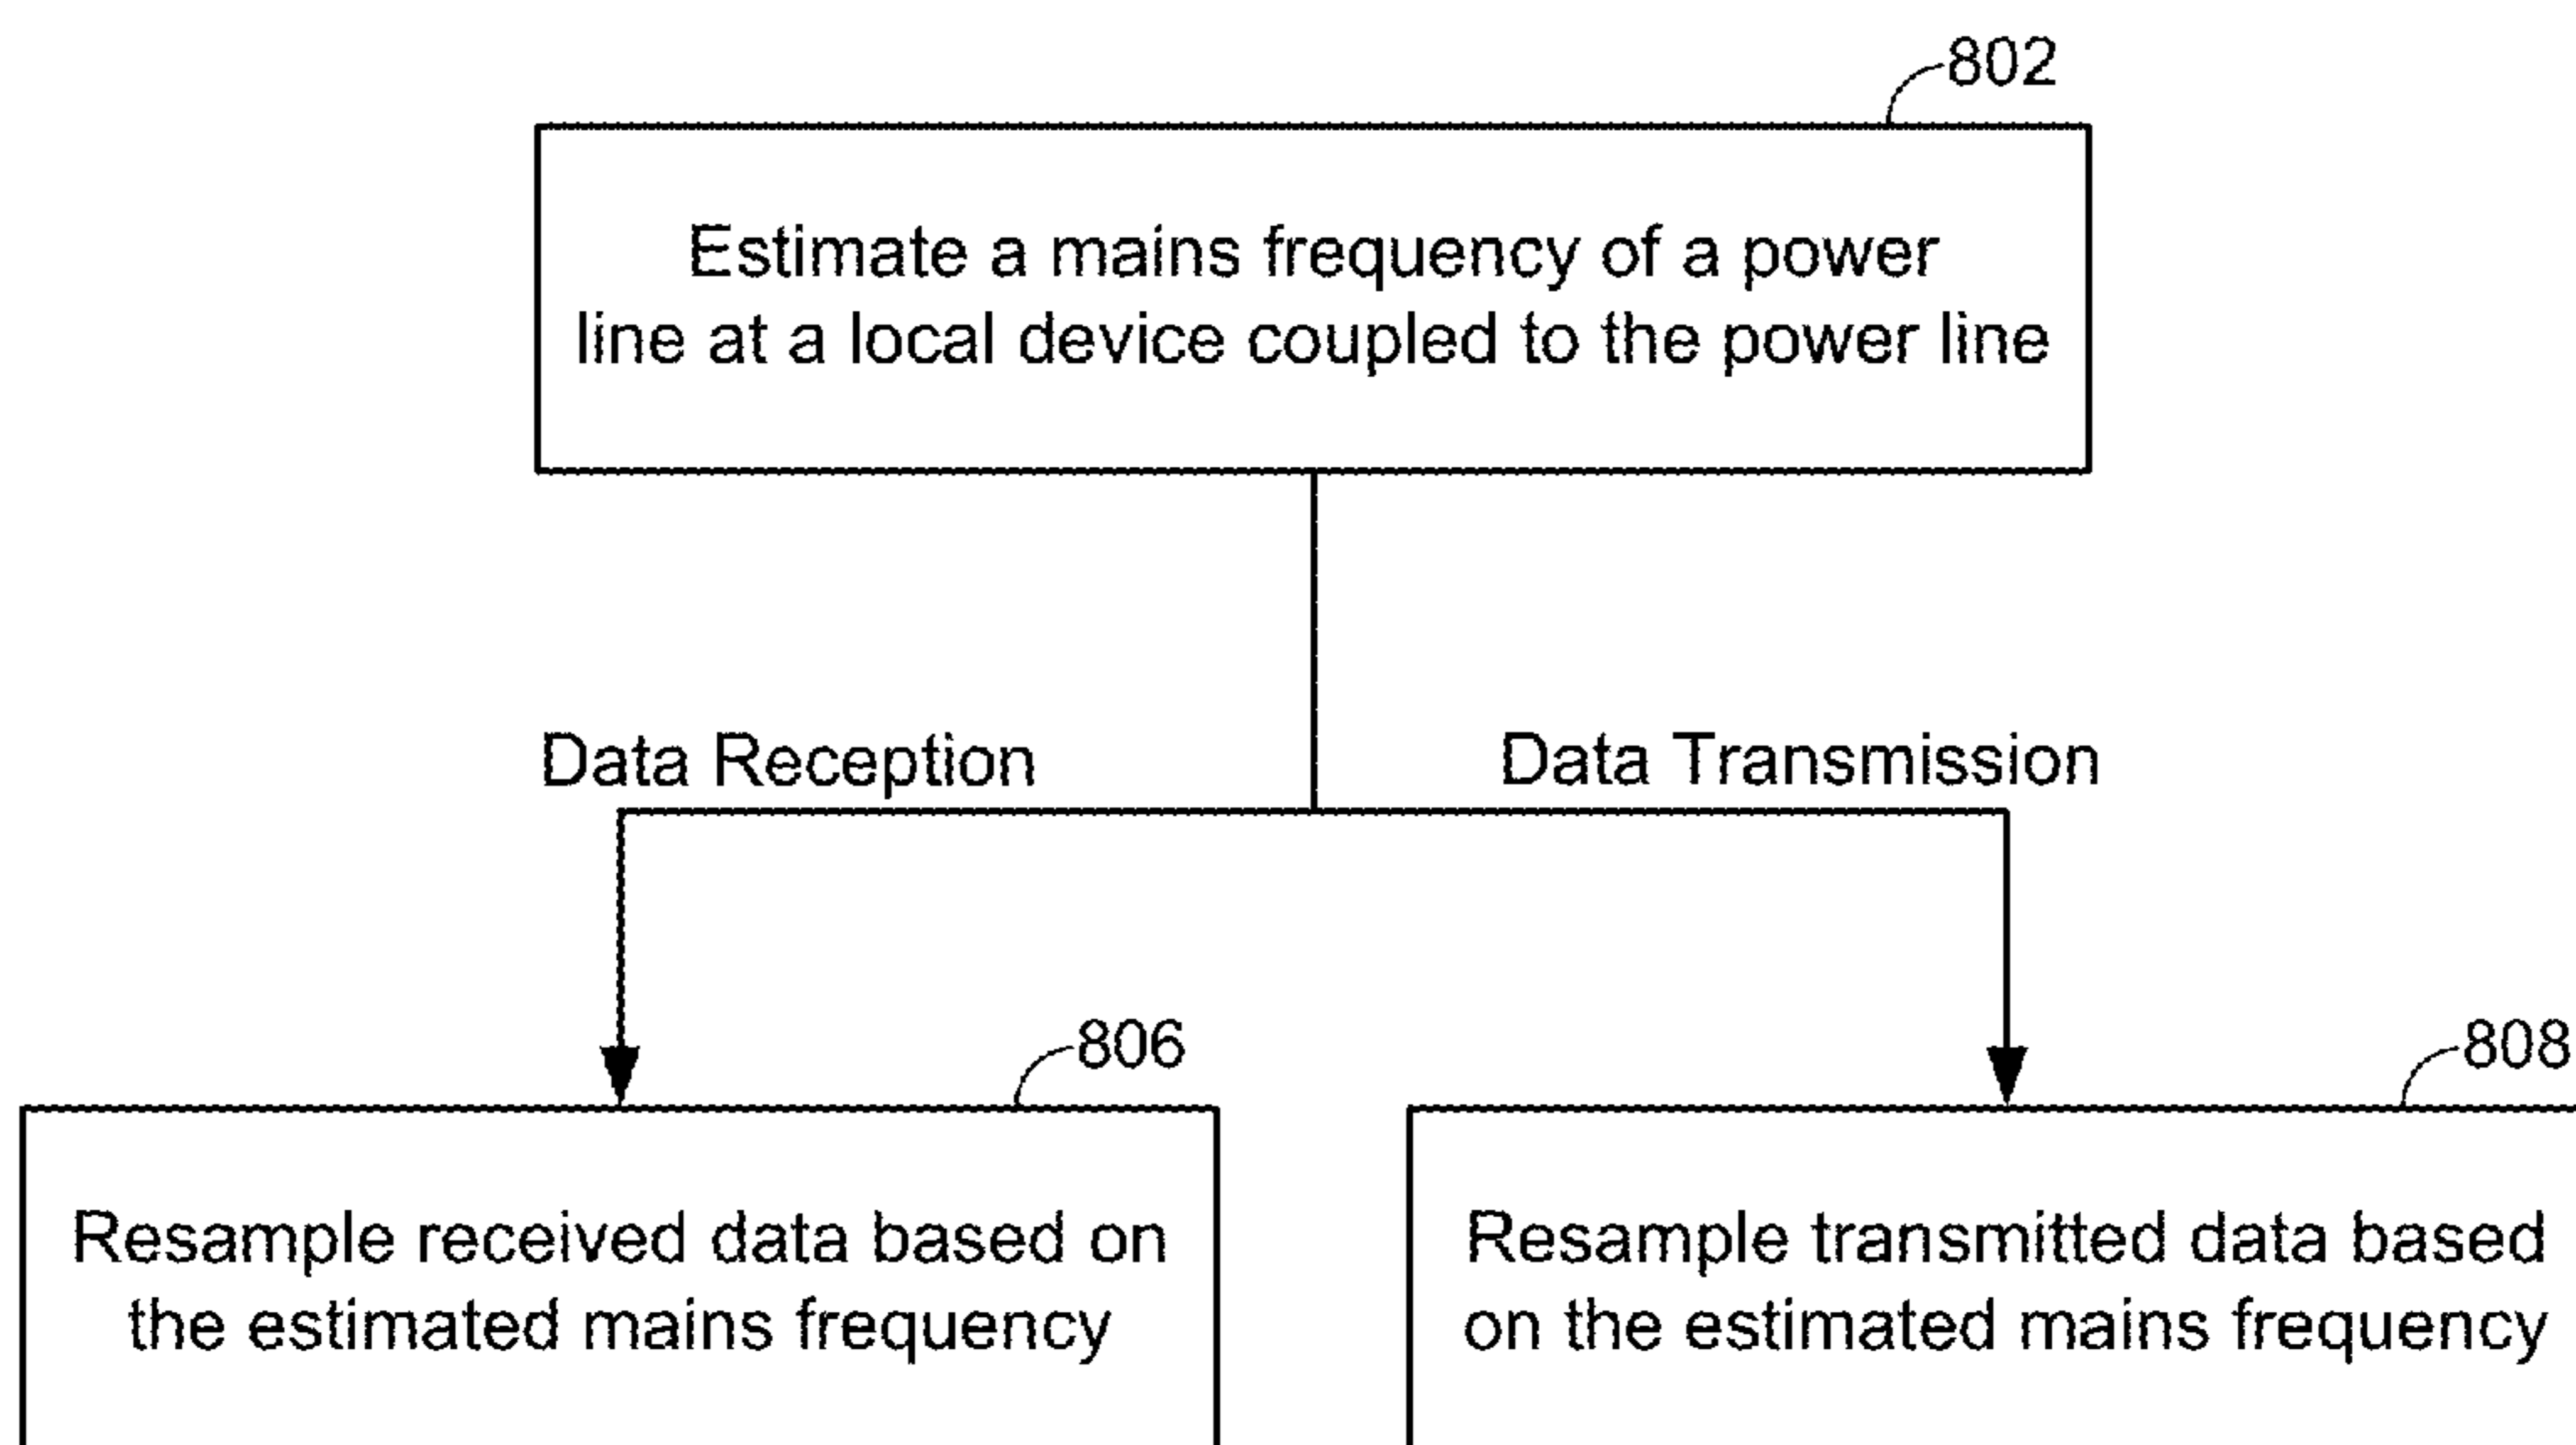 802
Estimate a mains frequency of a power
line at a local device coupled to the power line
Data Reception
Data Transmission
806
808
Resample received data based on
the estimated mains frequency
Resample transmitted data based
on the estimated mains frequency